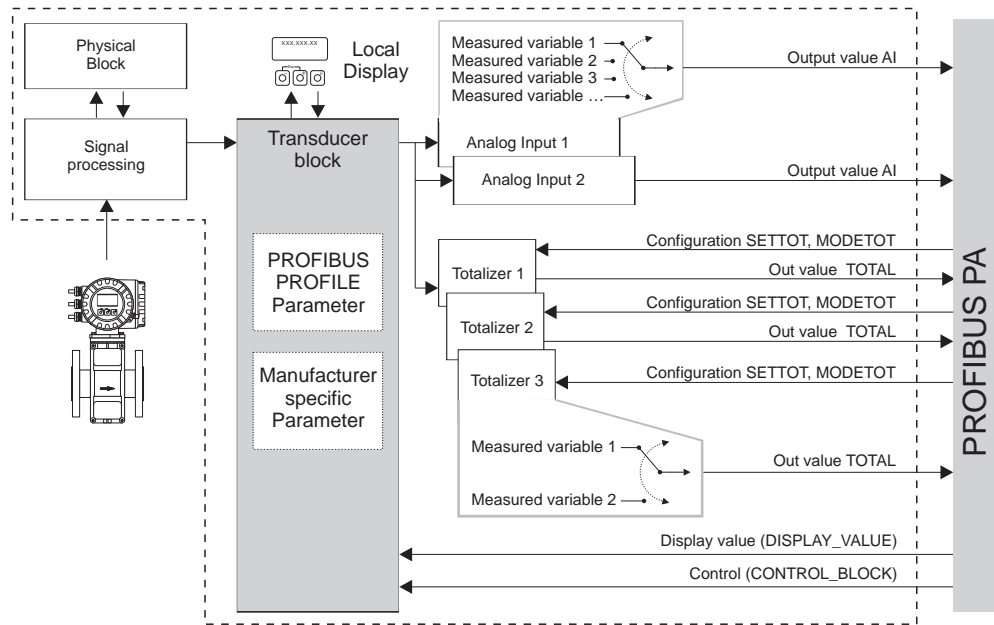 Physical
Block
Signal
processing
xxx.xxx.xx
Local
Display
Transducer
block
PROFIBUS
PROFILE
Parameter
Manufacturer
specific
Parameter
Measured variable 1
Measured variable 2
Measured variable 3
Measured variable ...
Analog Input 1
Analog Input 2
Output value AI
Output value AI
Totalizer 1
Totalizer 2
Totalizer 3
Configuration SETTOT, MODETOT
Out value TOTAL
Configuration SETTOT, MODETOT
Out value TOTAL
Configuration SETTOT, MODETOT
Measured variable 1
Measured variable 2
Out value TOTAL
Display value (DISPLAY_VALUE)
Control (CONTROL_BLOCK)
PROFIBUS PA